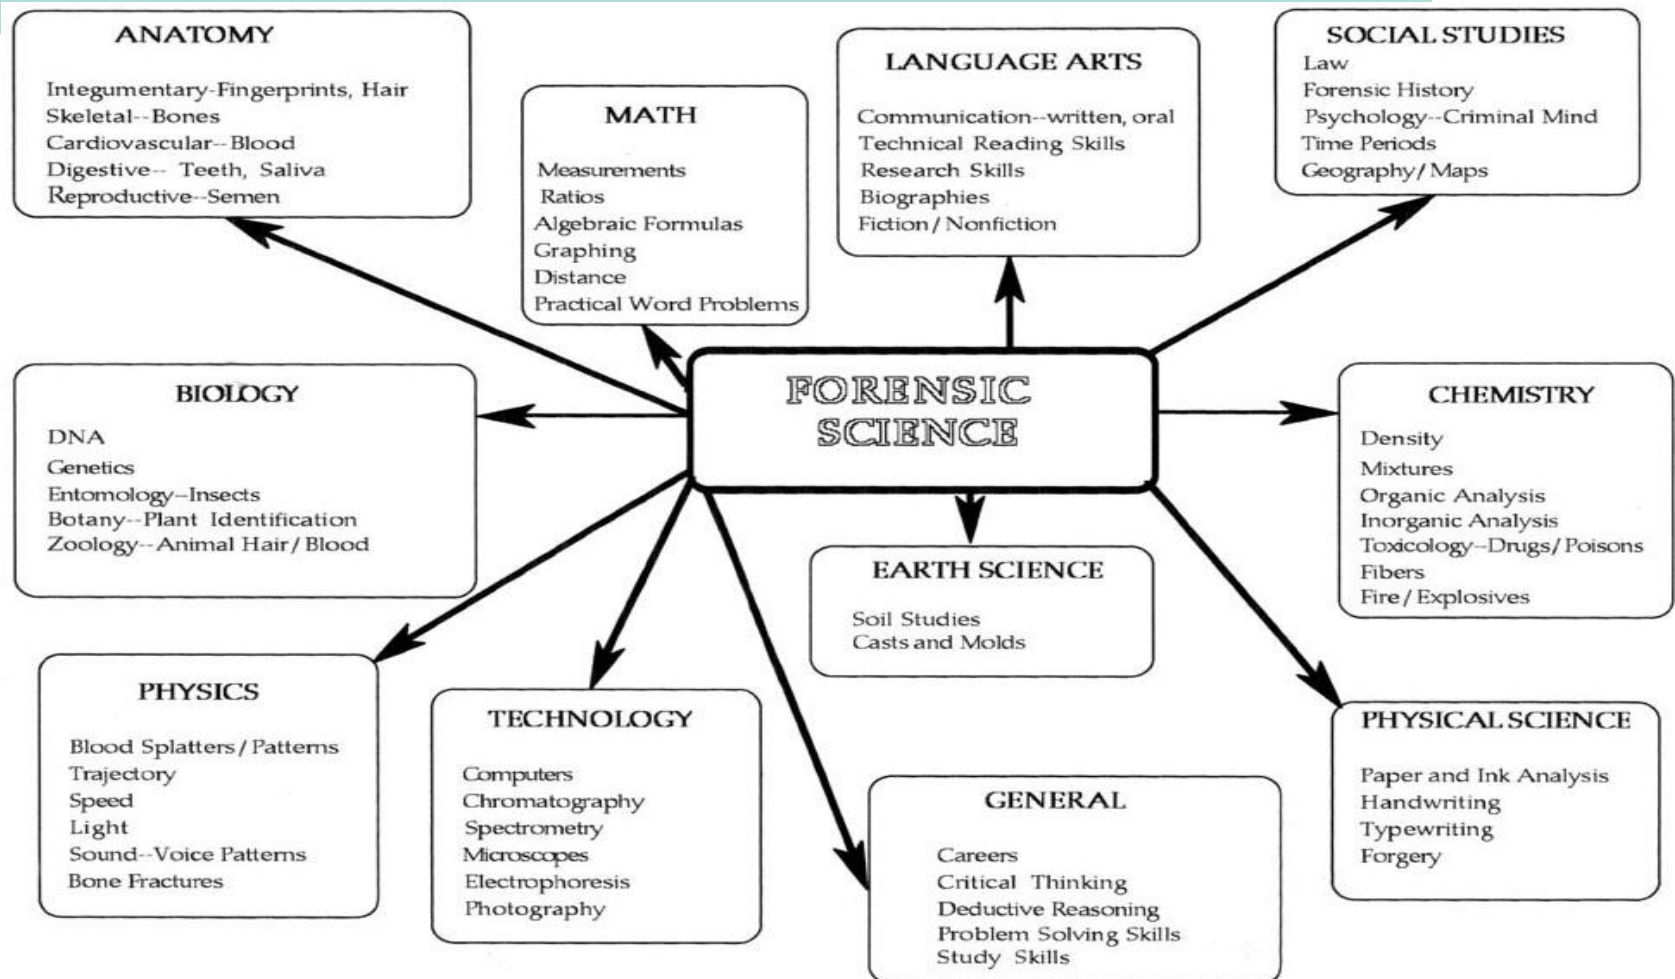 ANATOMY
Integumentary-Fingerprints, Hair
Skeletal--Bones
Cardiovascular--Blood
Digestive-- Teeth, Saliva
Reproductive--Semen
MATH
Measurements
Ratios
Algebraic Formulas
Graphing
Distance
Practical Word Problems
LANGUAGE ARTS
Communication--written, oral
Technical Reading Skills
Research Skills
Biographies
Fiction/Nonfiction
SOCIAL STUDIES
Law
Forensic History
Psychology--Criminal Mind
Time Periods
Geography/Maps
FORENSIC
SCIENCE
BIOLOGY
DNA
Genetics
Entomology--Insects
Botany--Plant Identification
Zoology--Animal Hair/Blood
CHEMISTRY
Density
Mixtures
Organic Analysis
Inorganic Analysis
Toxicology--Drugs/Poisons
Fibers
Fire/Explosives
EARTH SCIENCE
Soil Studies
Casts and Molds
PHYSICS
Blood Splatters/Patterns
Trajectory
Speed
Light
Sound--Voice Patterns
Bone Fractures
TECHNOLOGY
Computers
Chromatography
Spectrometry
Microscopes
Electrophoresis
Photography
GENERAL
Careers
Critical Thinking
Deductive Reasoning
Problem Solving Skills
Study Skills
PHYSICAL SCIENCE
Paper and Ink Analysis
Handwriting
Typewriting
Forgery